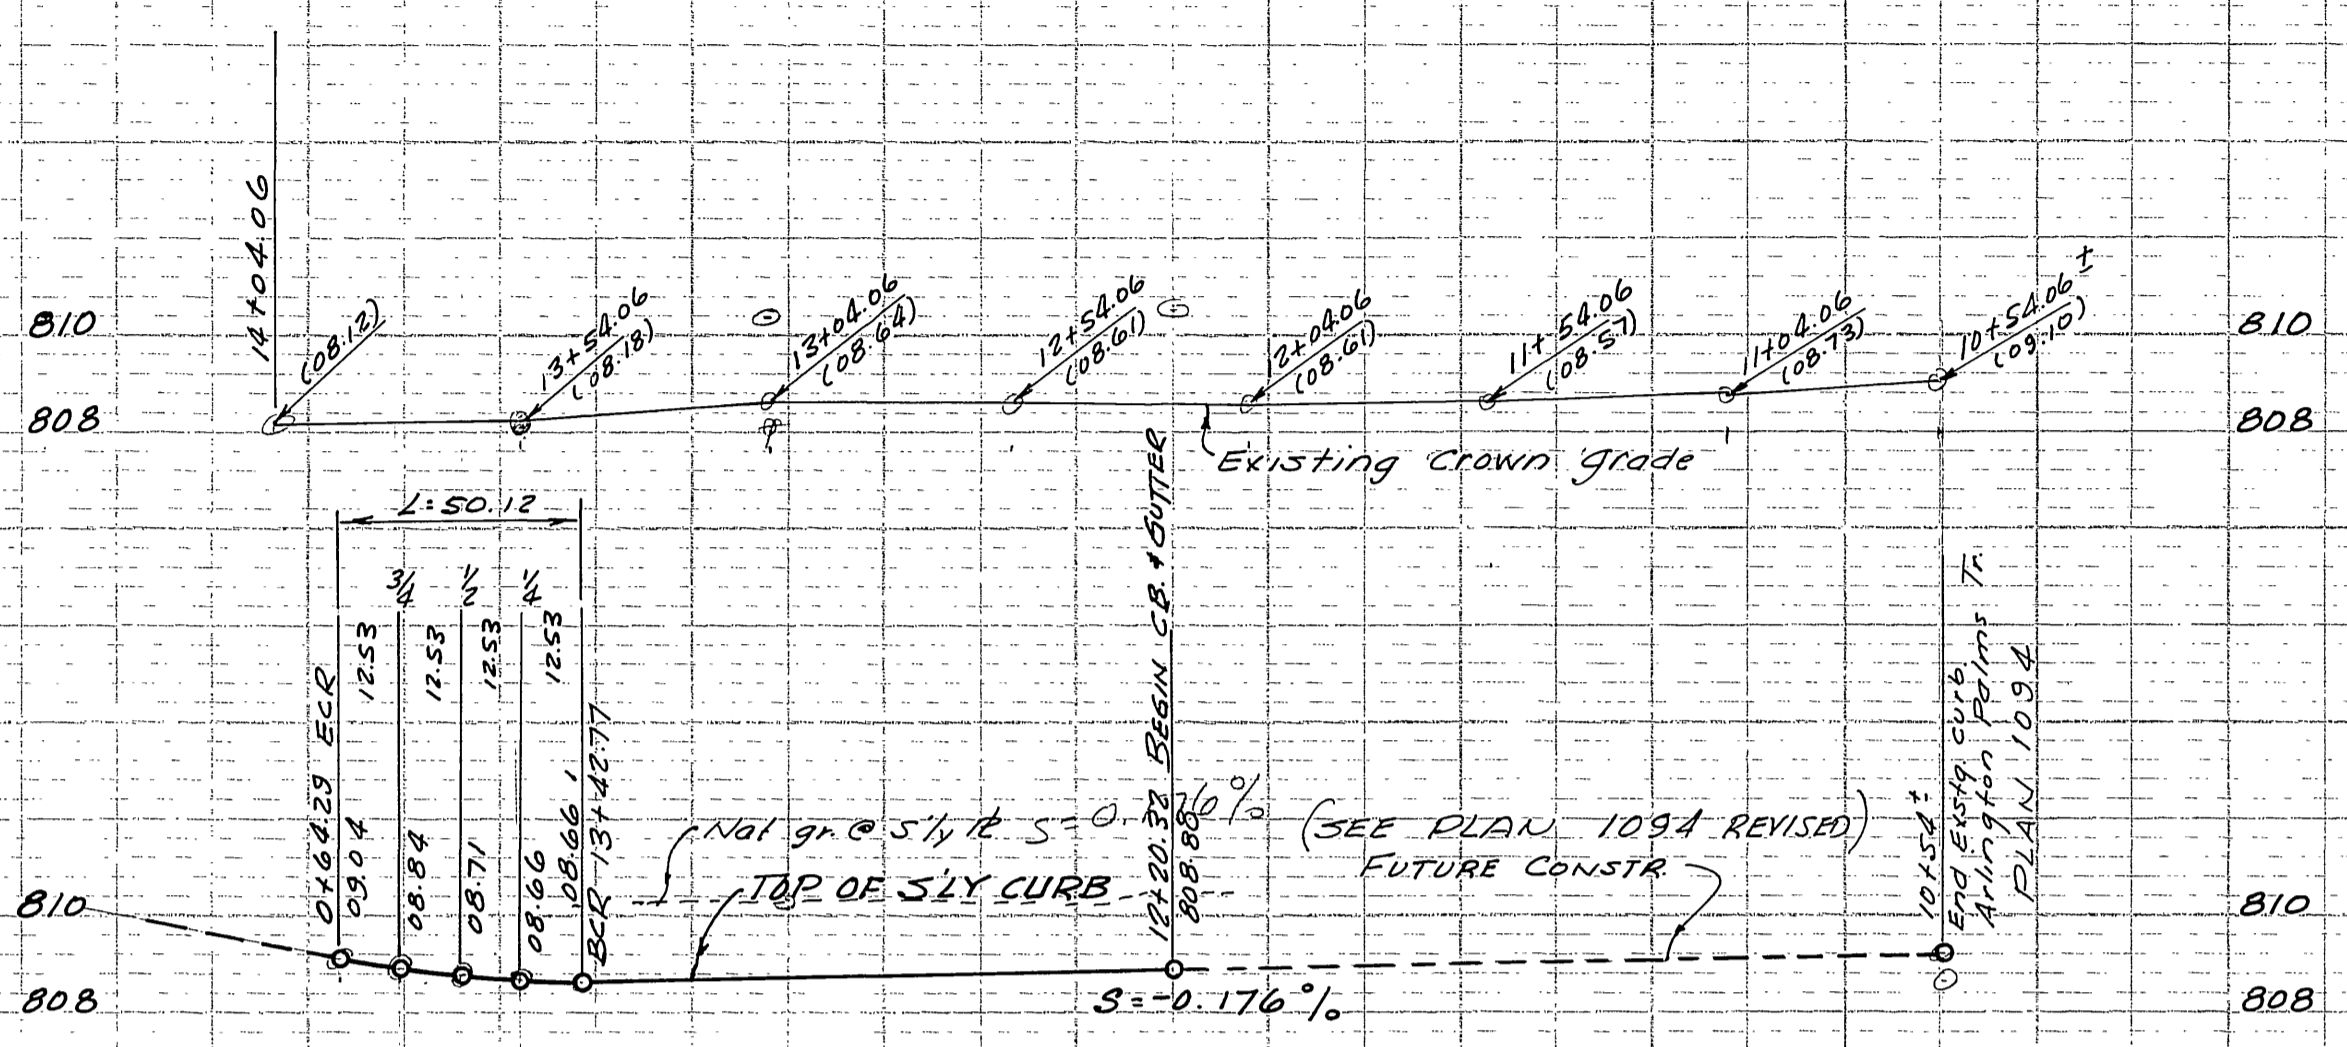 14+04.06
(08.12)
13+54.06
(08.18)
13+04.06
(08.64)
12+54.06
(08.61)
12+04.06
(08.61)
11+54.06
(08.57)
11+04.06
(08.73)
10+54.06 ±
(09.10)
810
810
808
808
Existing Crown grade
L=50.12
3/4
1/2
1/4
12.53
12.53
12.53
12.53
0+64.29 ECR
09.04
08.84
08.71
08.66
08.66
BCR 13+42.77
Nat gr. @ s'ly
TOP OF S'LY CURB
12+20.32 BEGIN CB. & GUTTER
808.88
S=-0.176%
(SEE PLAN 1094 REVISED)
FUTURE CONSTR.
10+54±
End Existg. curb.
Arlington Palms Tr.
PLAN 1094
810
810
808
808